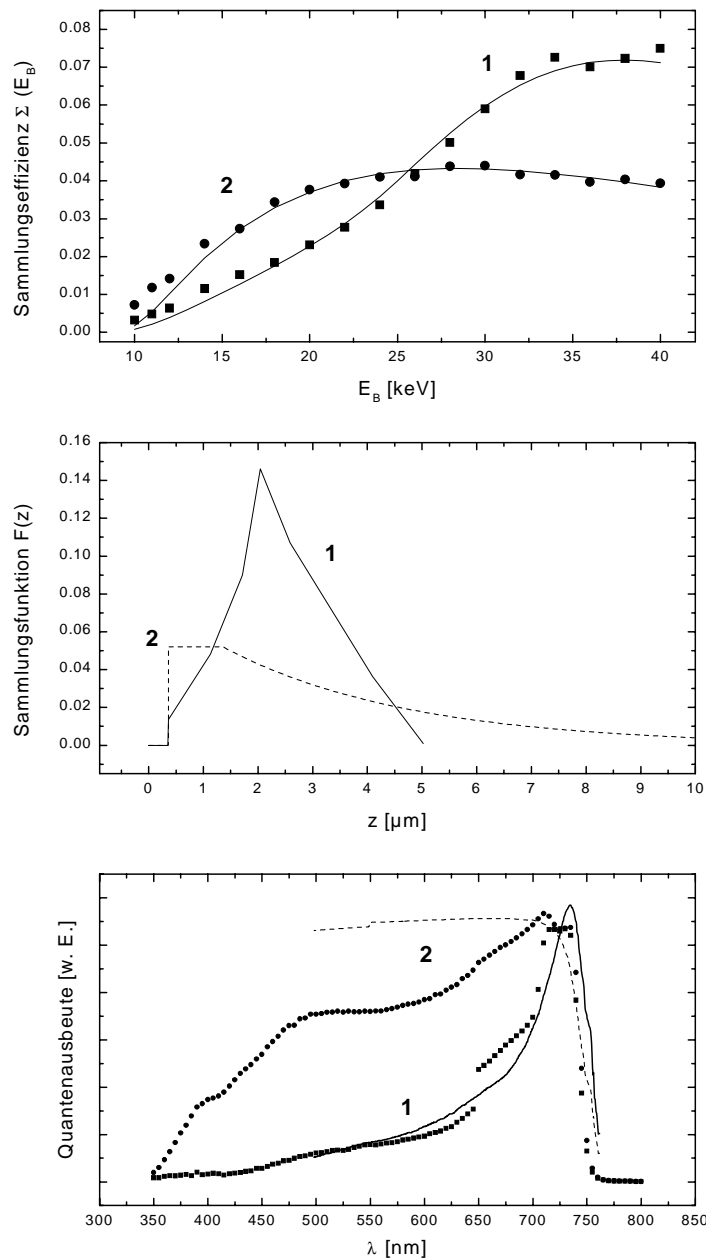 0.08
0.07
0.06
0.05
0.04
0.03
0.02
0.01
0.00
Sammlungseffizienz Σ (E_B)
1
2
10 15 20 25 30 35 40
E_B [keV]
0.16
0.14
0.12
0.10
0.08
0.06
0.04
0.02
0.00
Sammlungsfunktion F(z)
1
2
0 1 2 3 4 5 6 7 8 9 10
z [µm]
Quantenausbeute [w. E.]
2
1
300 350 400 450 500 550 600 650 700 750 800 850
λ [nm]